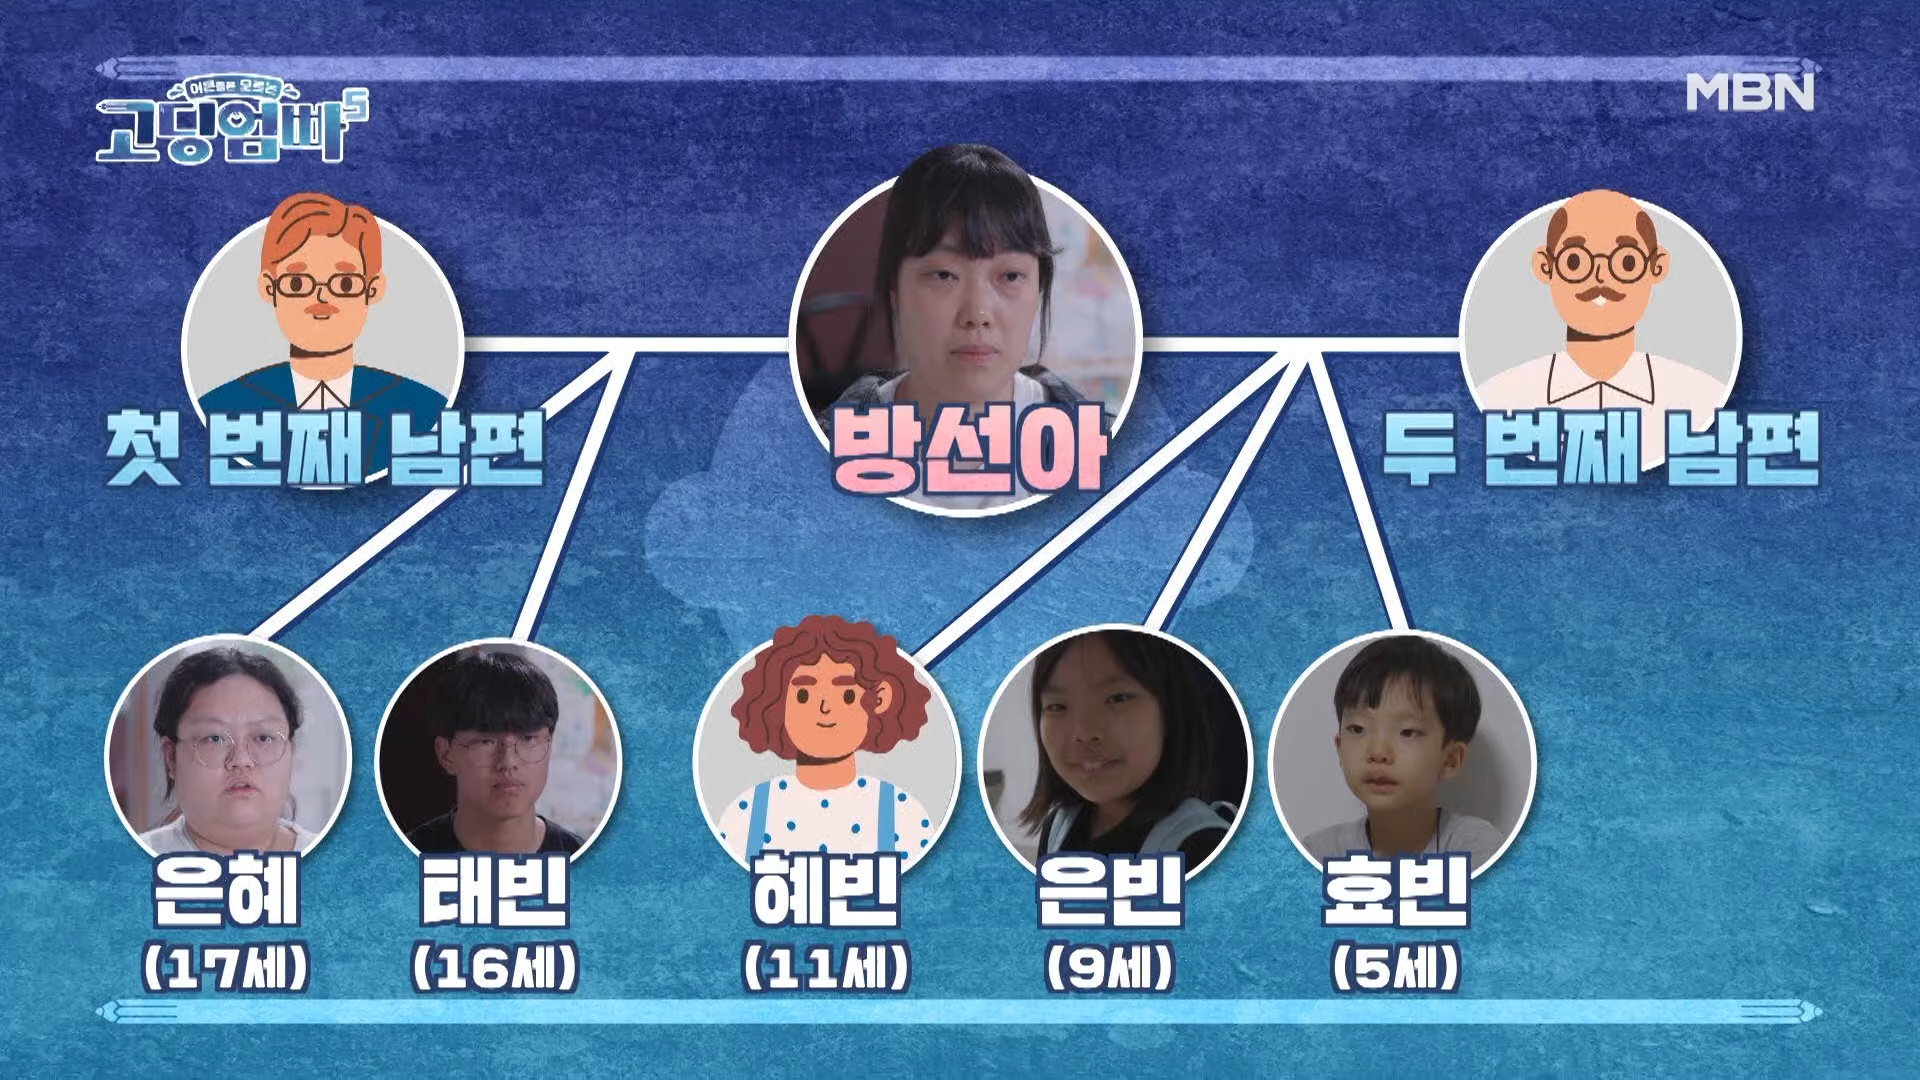 어른들은 모르는
고딩엄빠5
MBN
첫 번째 남편
방선아
두 번째 남편
은혜
(17세)
태빈
(16세)
혜빈
(11세)
은빈
(9세)
효빈
(5세)